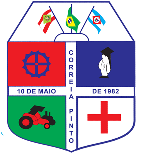 10 DE MAIO
CORREIA PINTO
DE 1982